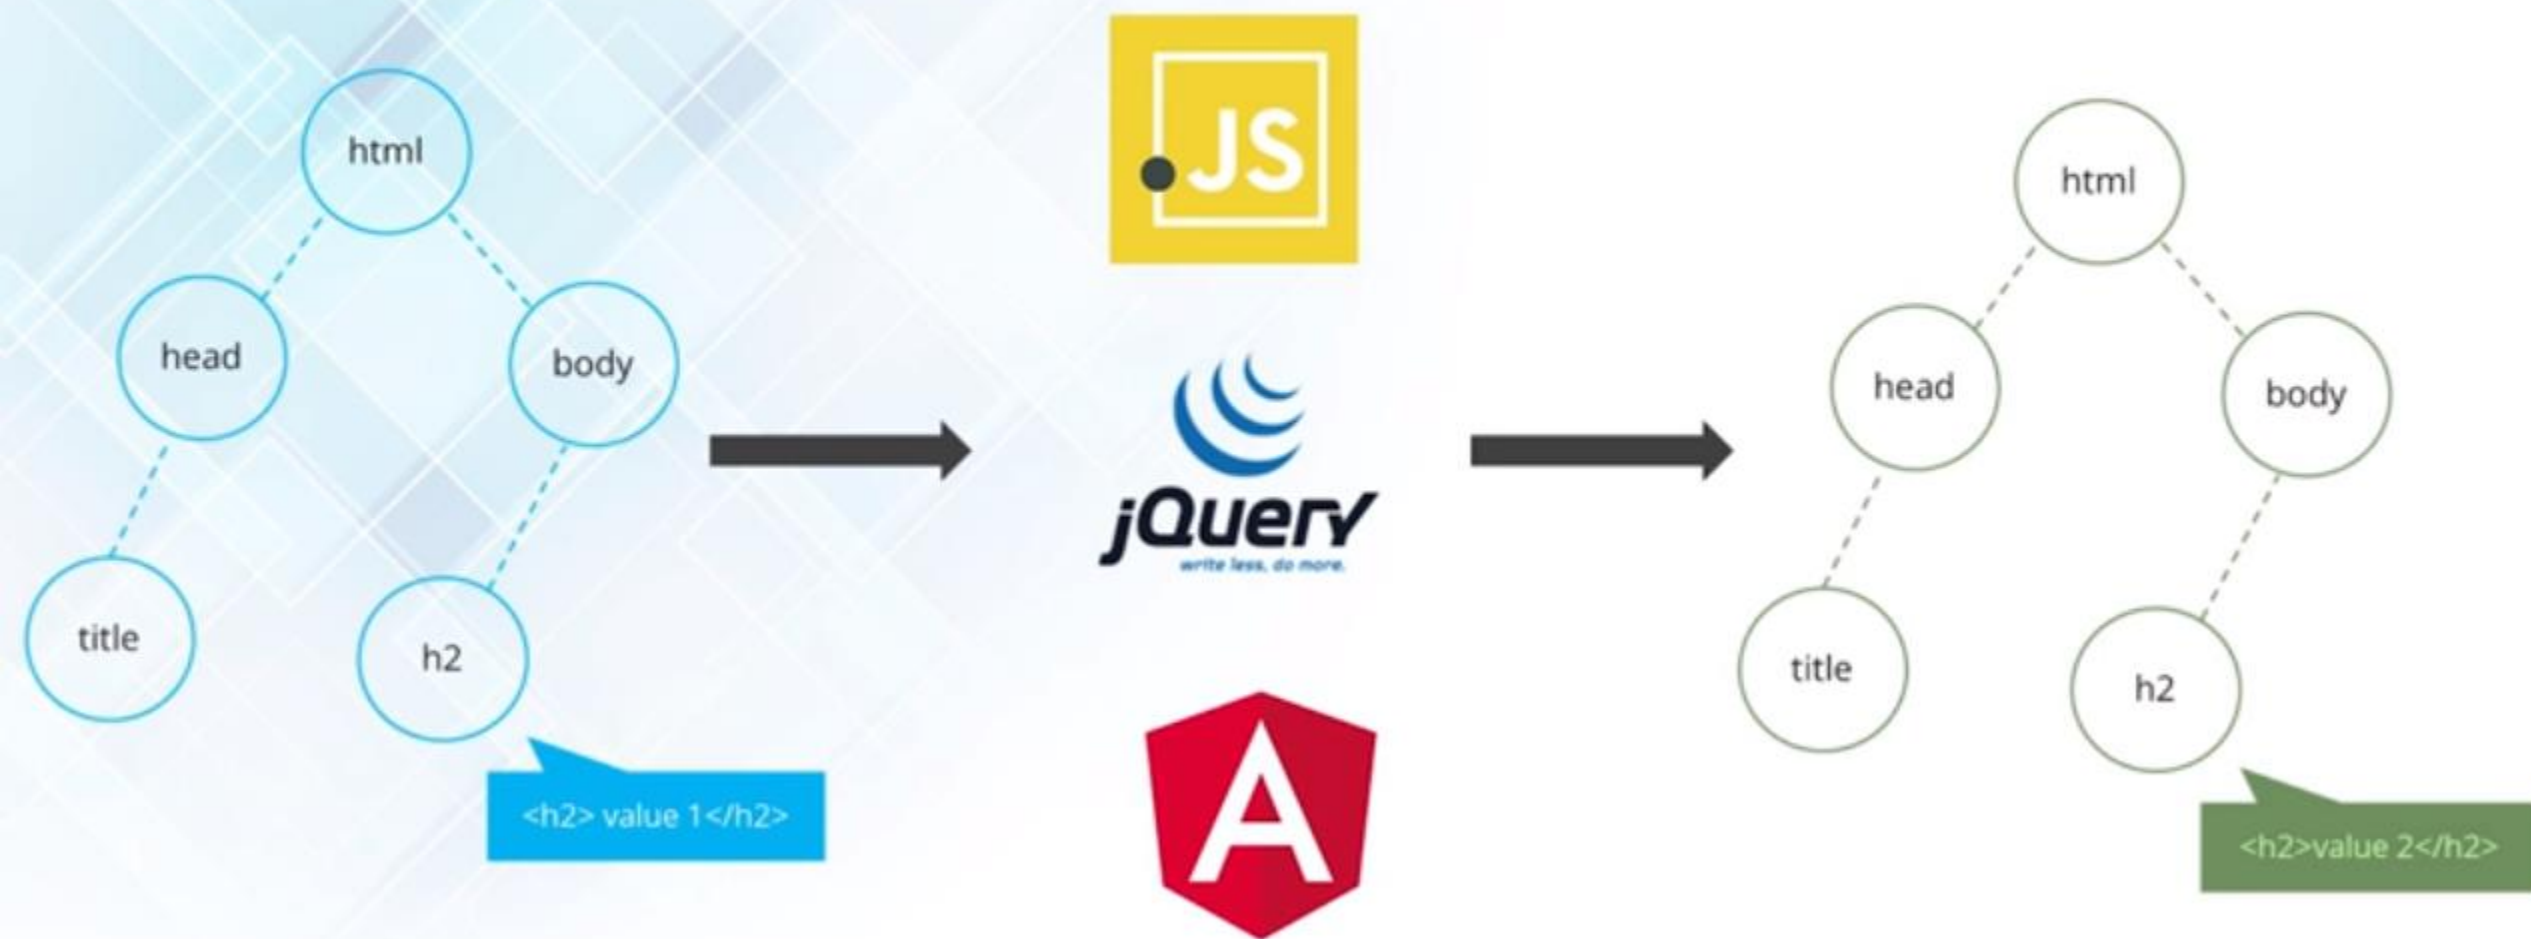 html
head
body
title
h2
<h2> value 1</h2>
JS
jQuery
write less, do more.
A
html
head
body
title
h2
<h2>value 2</h2>